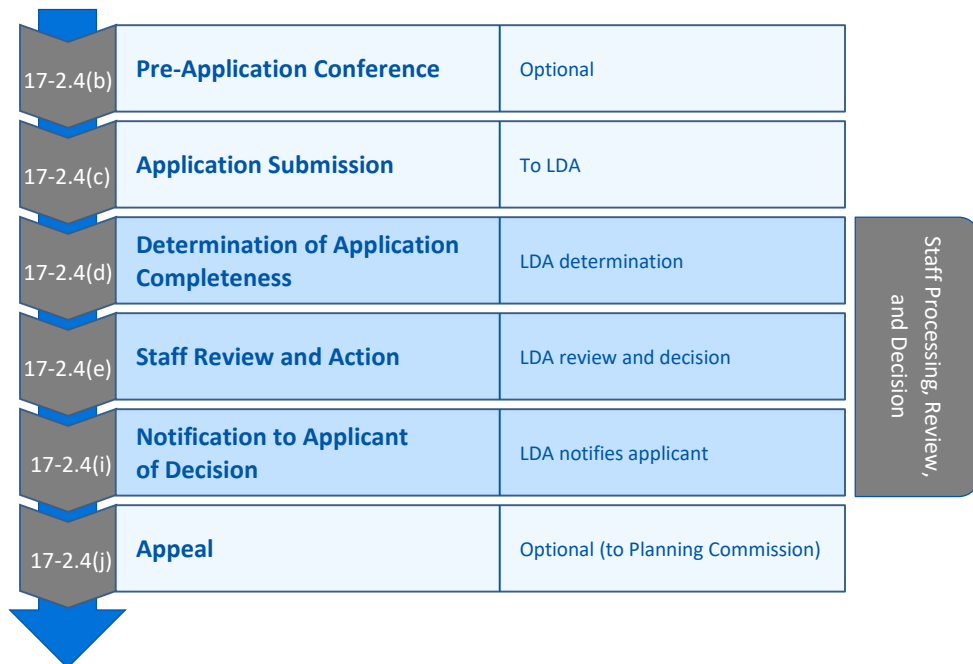 17-2.4(b)
Pre-Application Conference
Optional
17-2.4(c)
Application Submission
To LDA
17-2.4(d)
Determination of Application
Completeness
LDA determination
17-2.4(e)
Staff Review and Action
LDA review and decision
17-2.4(i)
Notification to Applicant
of Decision
LDA notifies applicant
17-2.4(j)
Appeal
Optional (to Planning Commission)
Staff Processing, Review,
and Decision